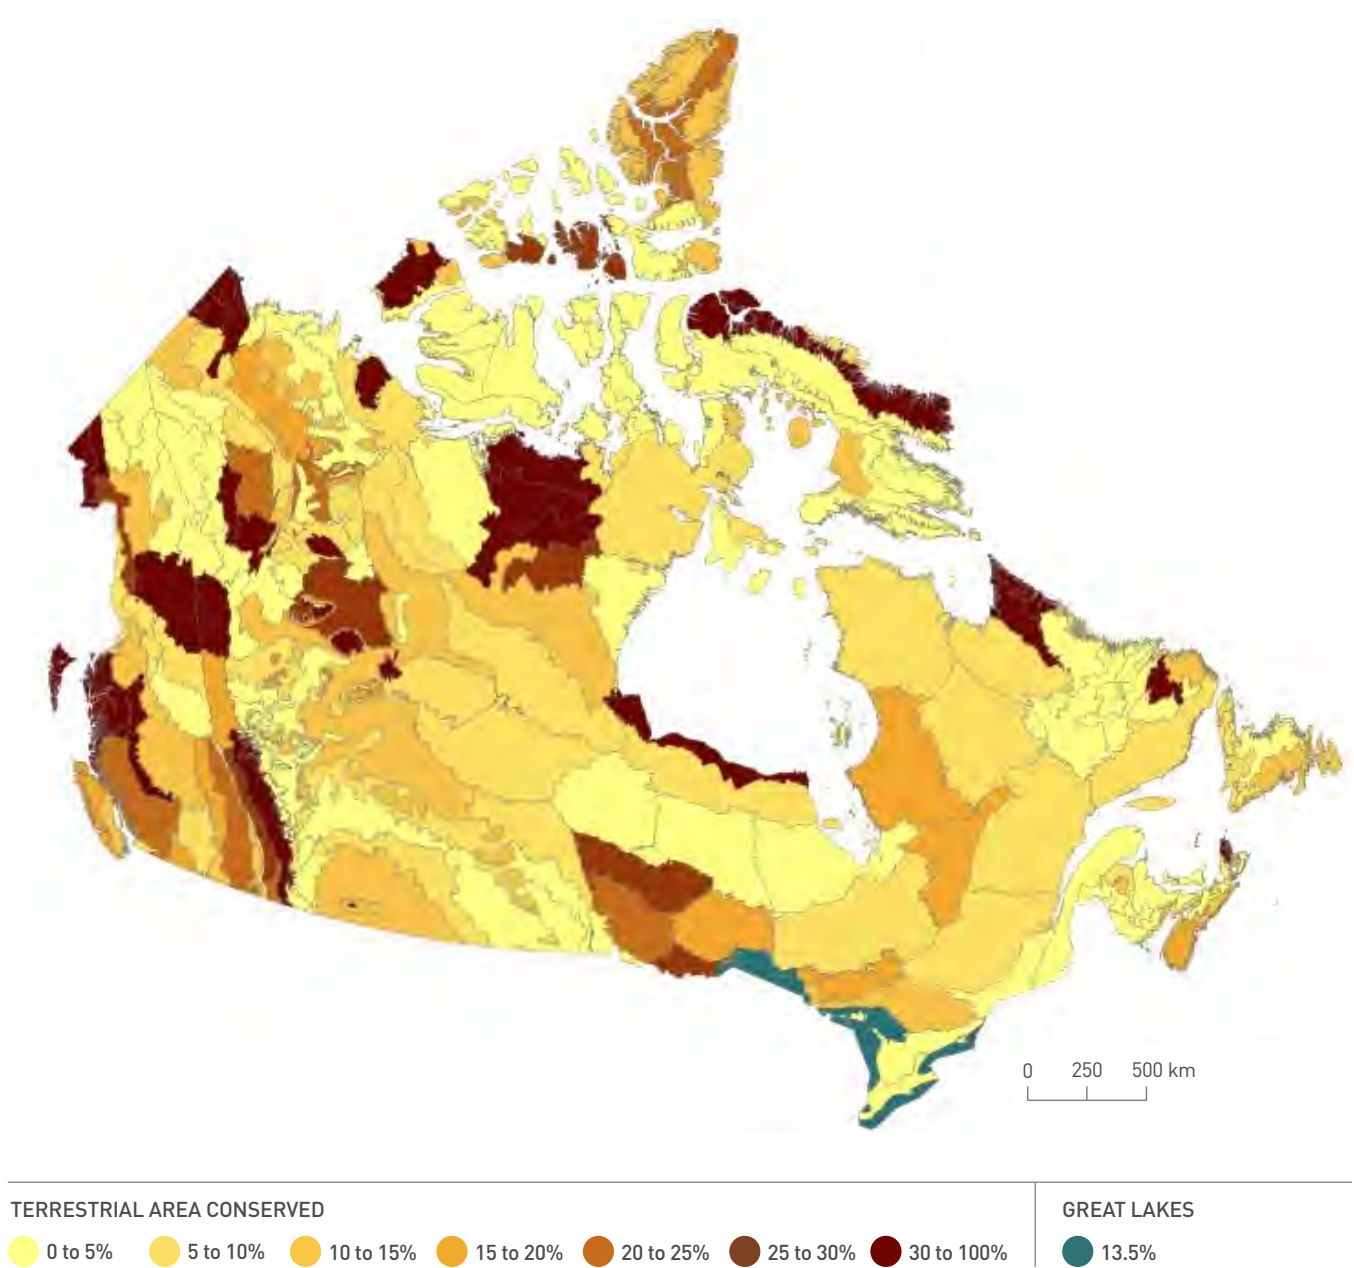 0 250 500 km
TERRESTRIAL AREA CONSERVED
0 to 5% 5 to 10% 10 to 15% 15 to 20% 20 to 25% 25 to 30% 30 to 100%
GREAT LAKES
13.5%